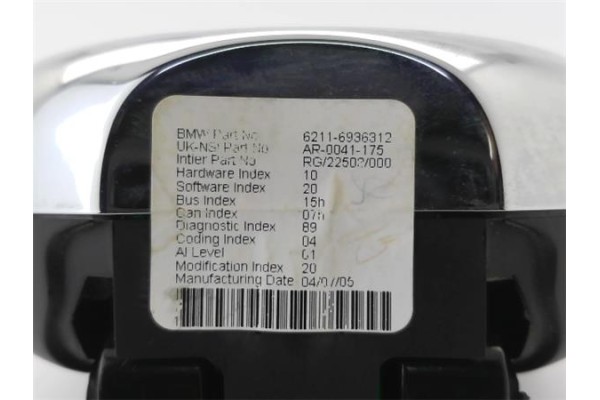 BMW Part No 6211-6936312
UK-NSI Part No AR-0041-175
Intier Part No RG/22503/000
Hardware Index 10
Software Index 20
Bus Index 15h
Can Index 07h
Diagnostic Index 89
Coding Index 04
AI Level 01
Modification Index 20
Manufacturing Date 04/07/05